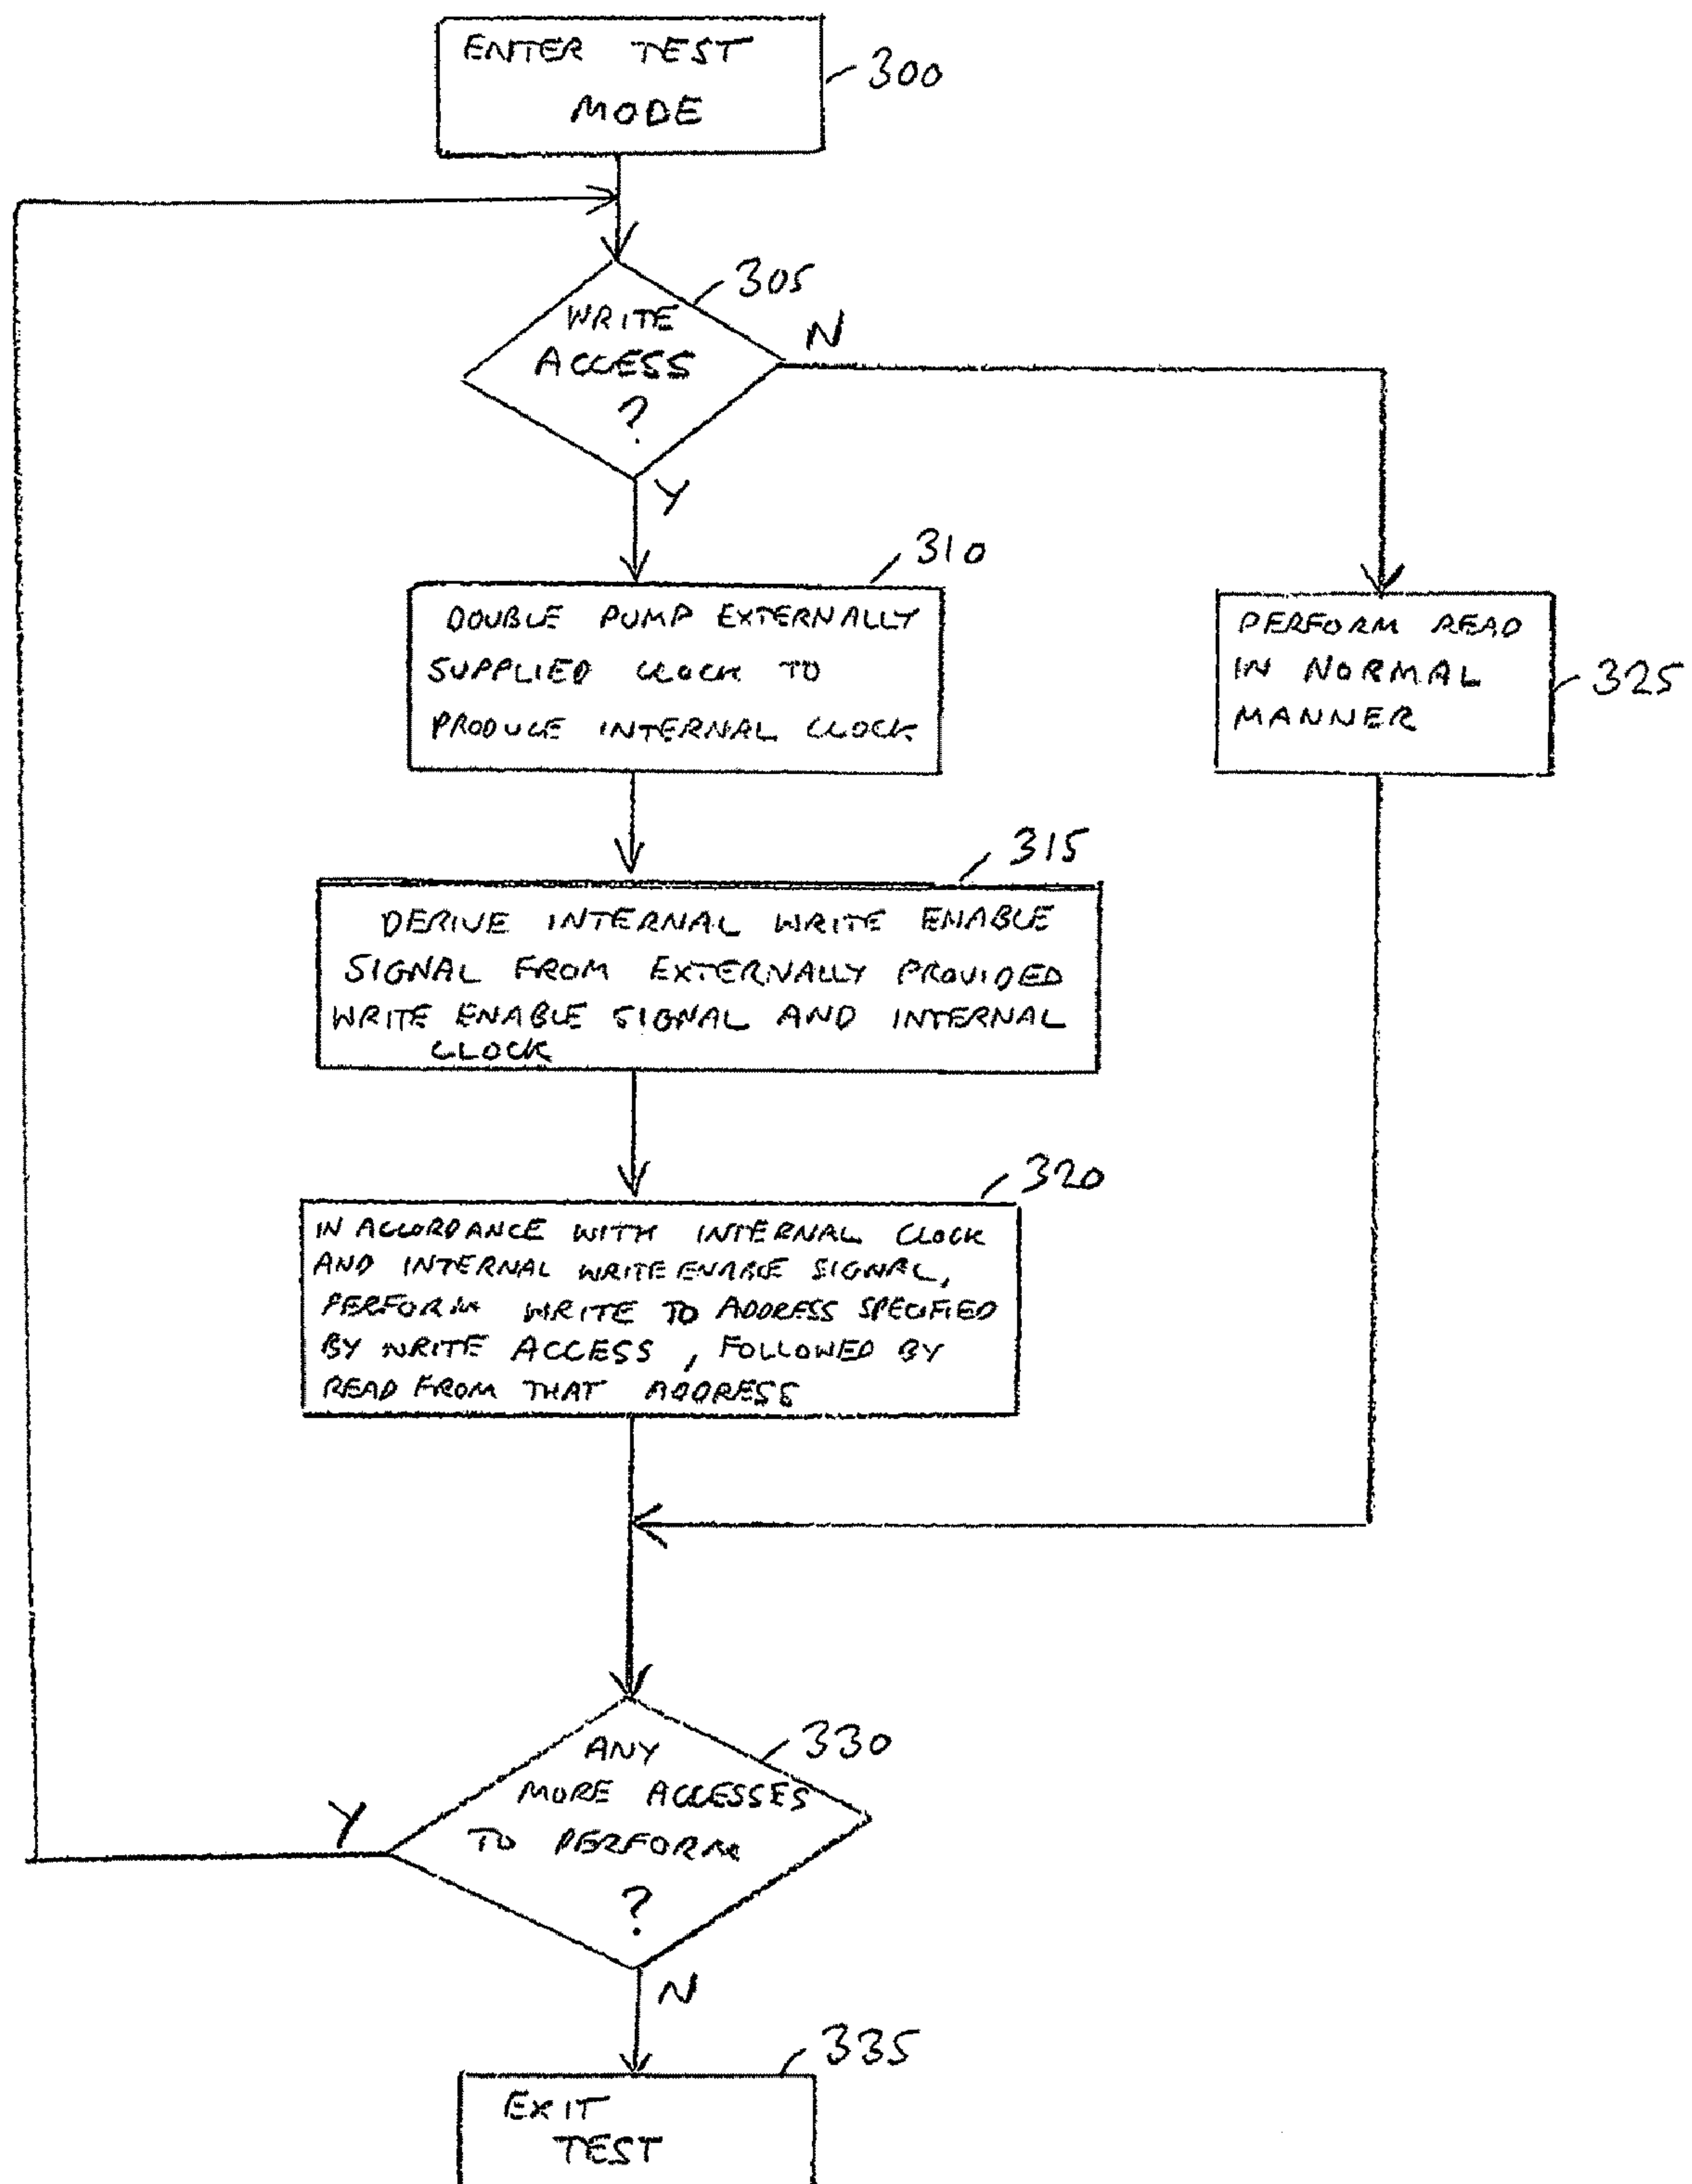 ENTER TEST
MODE
300
305
WRITE
ACCESS
?
N
Y
310
DOUBLE PUMP EXTERNALLY
SUPPLIED CLOCK TO
PRODUCE INTERNAL CLOCK
PERFORM READ
IN NORMAL
MANNER
325
315
DERIVE INTERNAL WRITE ENABLE
SIGNAL FROM EXTERNALLY PROVIDED
WRITE ENABLE SIGNAL AND INTERNAL
CLOCK
320
IN ACCORDANCE WITH INTERNAL CLOCK
AND INTERNAL WRITE ENABLE SIGNAL,
PERFORM WRITE TO ADDRESS SPECIFIED
BY WRITE ACCESS, FOLLOWED BY
READ FROM THAT ADDRESS
330
ANY
MORE ACCESSES
TO PERFORM
?
Y
N
335
EXIT
TEST